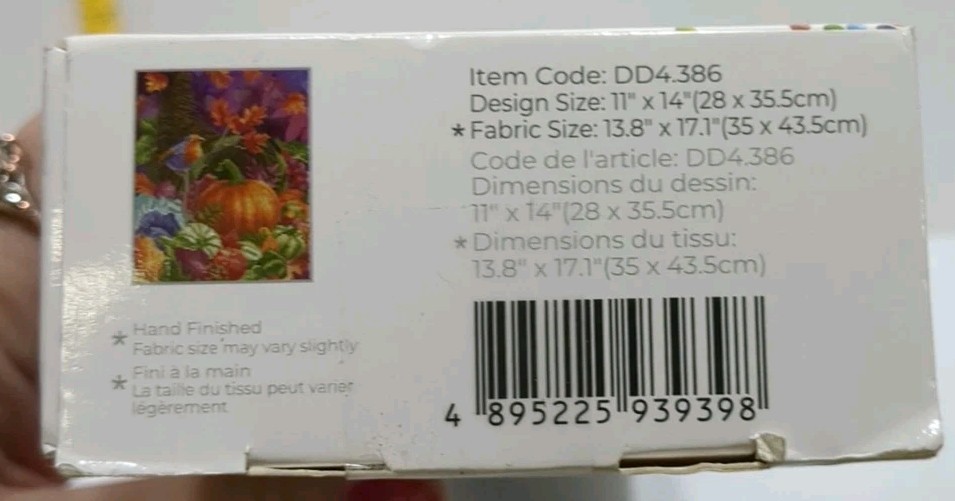 Item Code: DD4.386
Design Size: 11" x 14"(28 x 35.5cm)
* Fabric Size: 13.8" x 17.1"(35 x 43.5cm)
Code de l'article: DD4.386
Dimensions du dessin:
11" x 14"(28 x 35.5cm)
* Dimensions du tissu:
13.8" x 17.1"(35 x 43.5cm)
* Hand Finished
Fabric size may vary slightly
* Fini à la main
La taille du tissu peut varier
légèrement
4 895225 939398